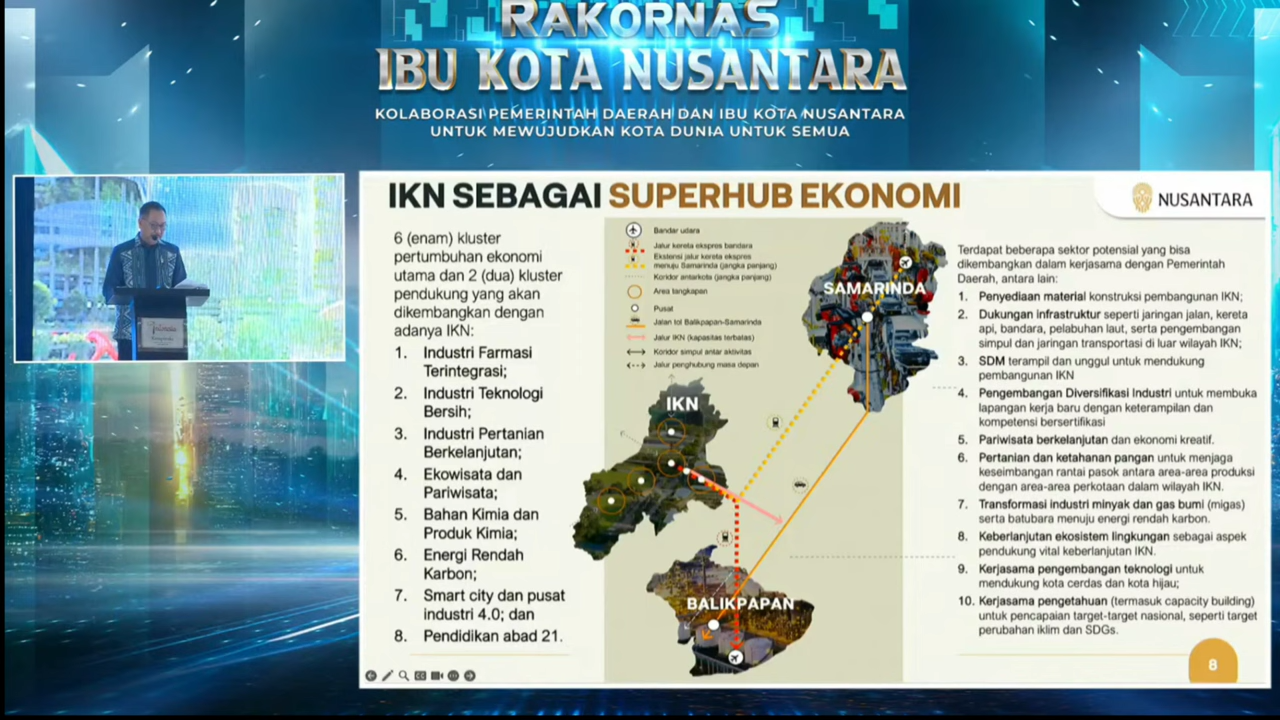 RAKORNAS
IBU KOTA NUSANTARA
KOLABORASI PEMERINTAH DAERAH DAN IBU KOTA NUSANTARA
UNTUK MEWUJUDKAN KOTA DUNIA UNTUK SEMUA
IKN SEBAGAI SUPERHUB EKONOMI
NUSANTARA
6 (enam) kluster
pertumbuhan ekonomi
utama dan 2 (dua) kluster
pendukung yang akan
dikembangkan dengan
adanya IKN:
1. Industri Farmasi
Terintegrasi;
2. Industri Teknologi
Bersih;
3. Industri Pertanian
Berkelanjutan;
4. Ekowisata dan
Pariwisata;
5. Bahan Kimia dan
Produk Kimia;
6. Energi Rendah
Karbon;
7. Smart city dan pusat
industri 4.0; dan
8. Pendidikan abad 21.
Bandar udara
Jalur kereta ekspres bandara
Ekstensi jalur kereta ekspres
menuju Samarinda (jangka panjang)
Koridor antarkota (jangka panjang)
Area tangkapan
Pusat
Jalan tol Balikpapan-Samarinda
Jalur IKN (kapasitas terbatas)
Koridor simpul antar aktivitas
Jalur penghubung masa depan
SAMARINDA
IKN
BALIKPAPAN
Terdapat beberapa sektor potensial yang bisa
dikembangkan dalam kerjasama dengan Pemerintah
Daerah, antara lain:
1. Penyediaan material konstruksi pembangunan IKN;
2. Dukungan infrastruktur seperti jaringan jalan, kereta
api, bandara, pelabuhan laut, serta pengembangan
simpul dan jaringan transportasi di luar wilayah IKN;
3. SDM terampil dan unggul untuk mendukung
pembangunan IKN
4. Pengembangan Diversifikasi Industri untuk membuka
lapangan kerja baru dengan keterampilan dan
kompetensi bersertifikasi
5. Pariwisata berkelanjutan dan ekonomi kreatif.
6. Pertanian dan ketahanan pangan untuk menjaga
keseimbangan rantai pasok antara area-area produksi
dengan area-area perkotaan dalam wilayah IKN.
7. Transformasi industri minyak dan gas bumi (migas)
serta batubara menuju energi rendah karbon.
8. Keberlanjutan ekosistem lingkungan sebagai aspek
pendukung vital keberlanjutan IKN.
9. Kerjasama pengembangan teknologi untuk
mendukung kota cerdas dan kota hijau;
10. Kerjasama pengetahuan (termasuk capacity building)
untuk pencapaian target-target nasional, seperti target
perubahan iklim dan SDGs.
8